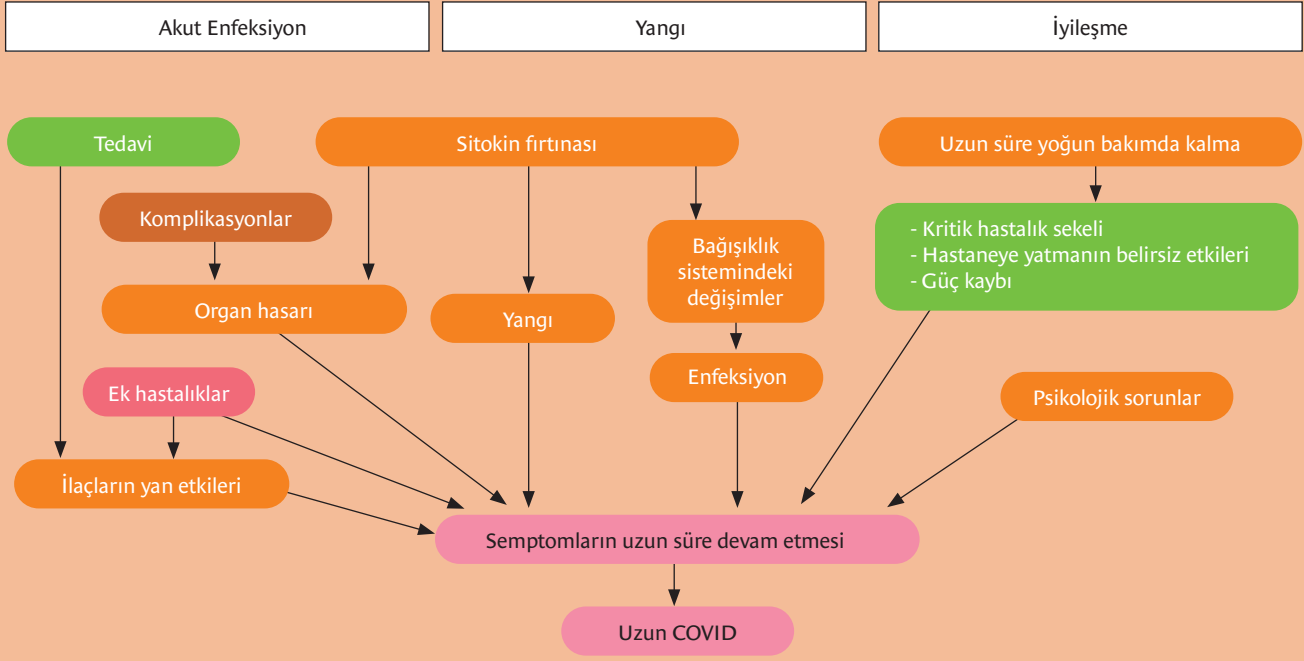 Akut Enfeksiyon
Yangı
İyileşme
Tedavi
Sitokin fırtınası
Uzun süre yoğun bakımda kalma
Komplikasyonlar
Bağışıklık
sistemindeki
değişimler
- Kritik hastalık sekeli
- Hastaneye yatmanın belirsiz etkileri
- Güç kaybı
Organ hasarı
Yangı
Ek hastalıklar
Enfeksiyon
Psikolojik sorunlar
İlaçların yan etkileri
Semptomların uzun süre devam etmesi
Uzun COVID